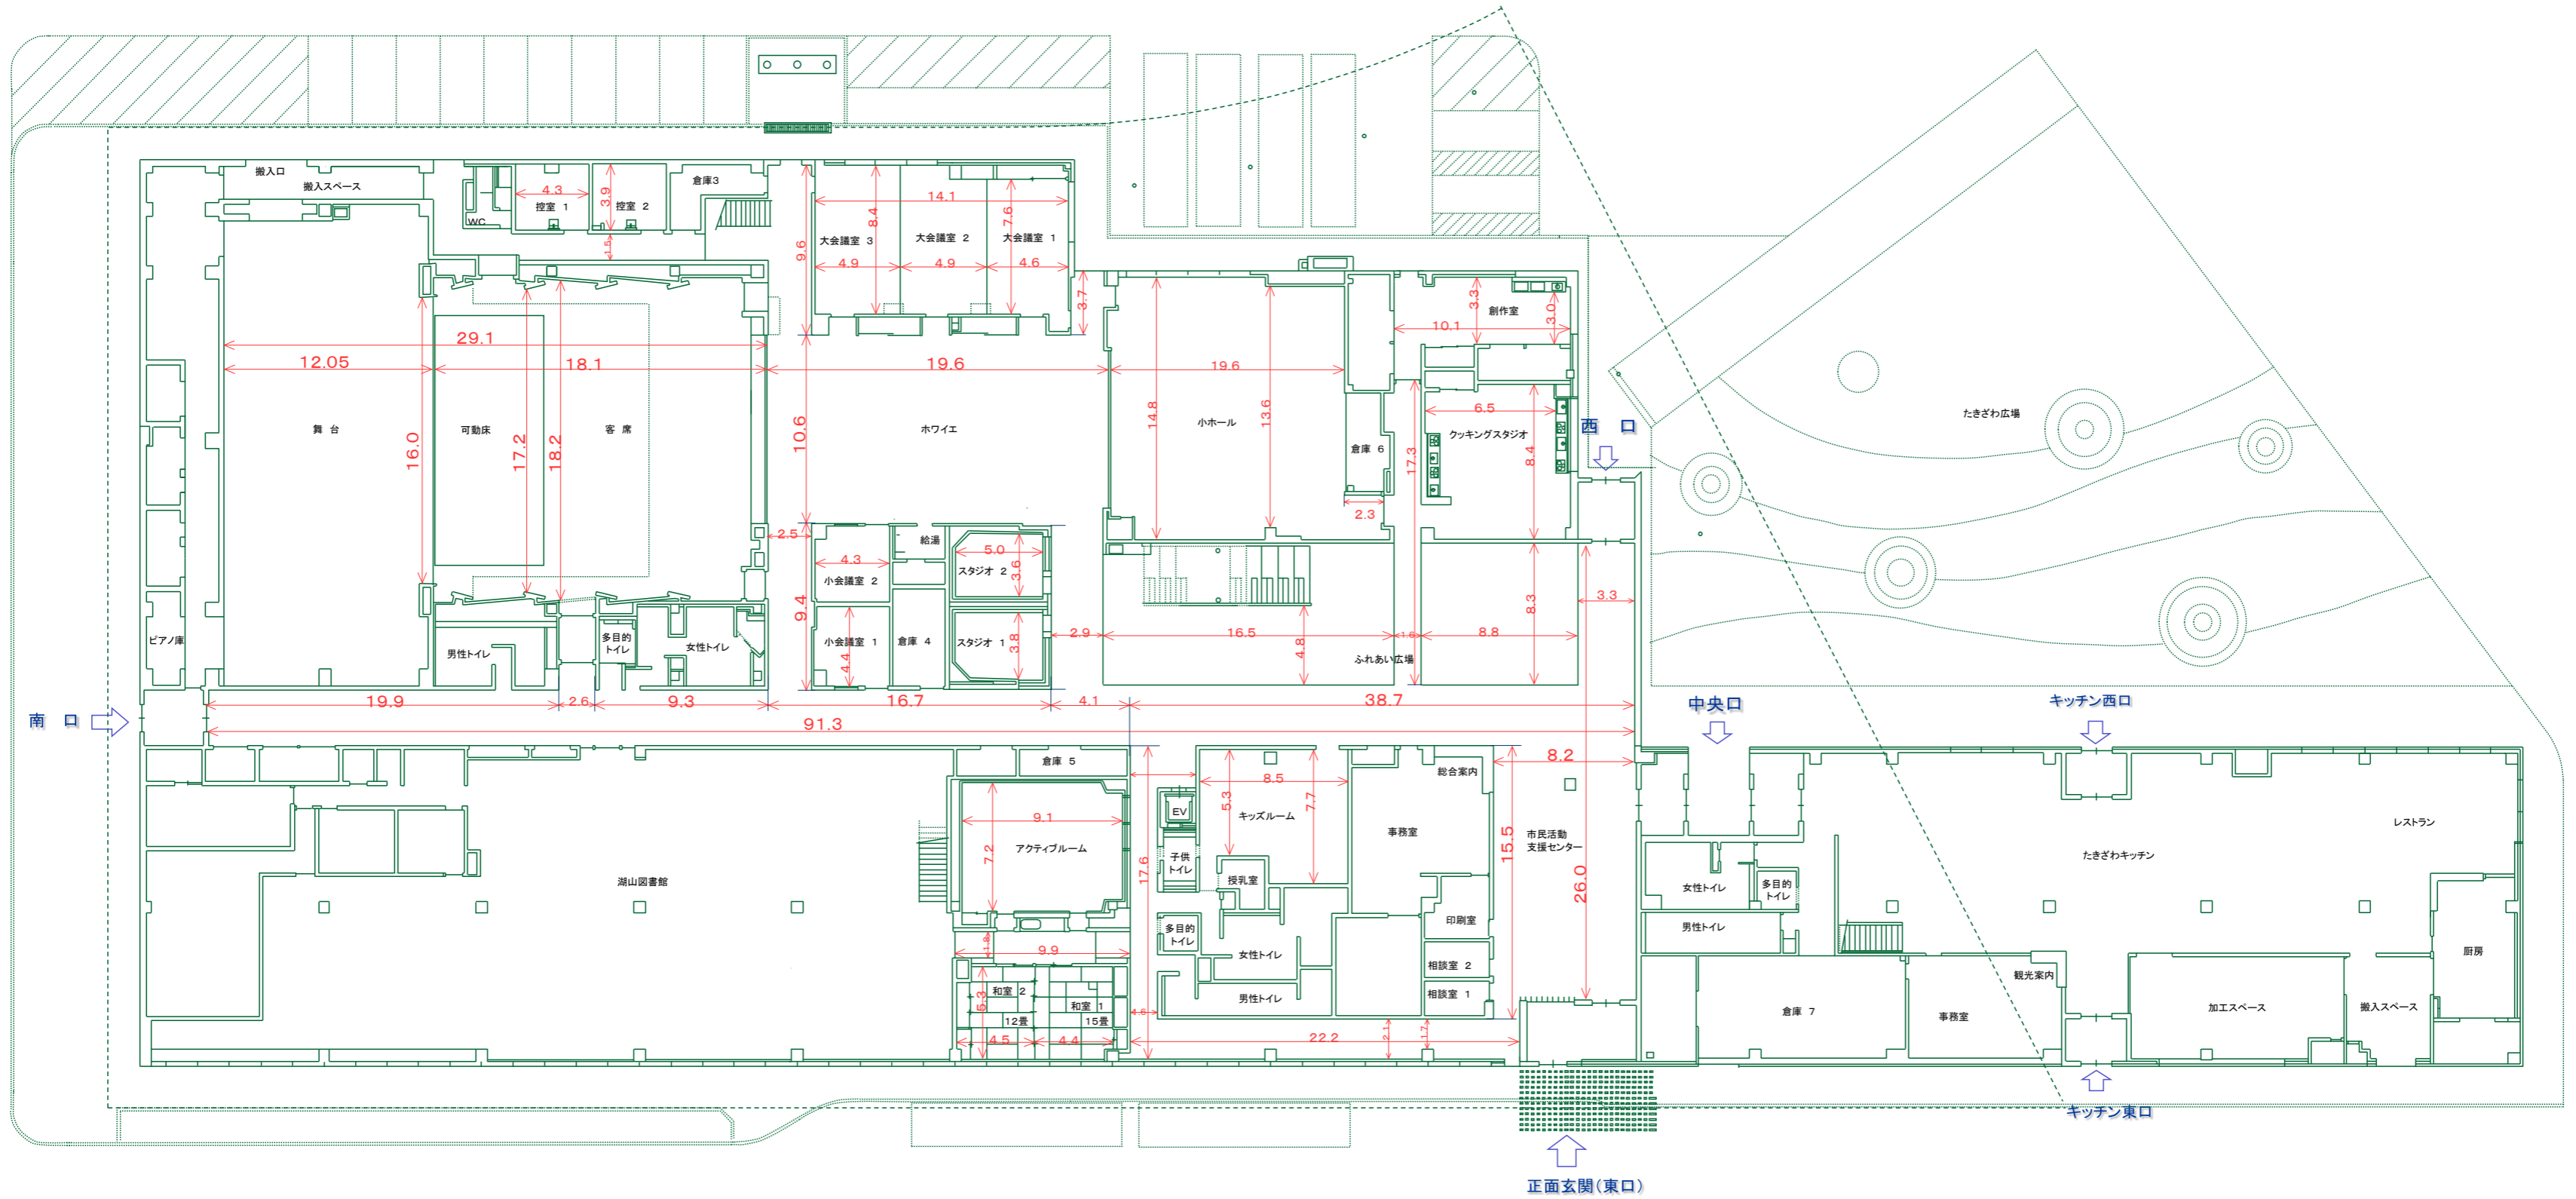 搬入口
搬入スペース
WC
4.3
控室 1
3.9
控室 2
倉庫3
1.5
9.6
14.1
8.4
7.6
大会議室 3
大会議室 2
大会議室 1
4.9
4.9
4.6
3.7
3.3
創作室
3.0
10.1
29.1
12.05
18.1
19.6
19.6
舞 台
可動床
客 席
16.0
17.2
18.2
10.6
ホワイエ
14.8
13.6
小ホール
倉庫 6
2.3
17.3
6.5
クッキングスタジオ
8.4
西 口
たきざわ広場
2.5
給湯
4.3
小会議室 2
5.0
スタジオ 2
3.6
9.4
小会議室 1
4.4
倉庫 4
スタジオ 1
3.8
2.9
16.5
4.8
1.6
8.8
8.3
3.3
ふれあい広場
ピアノ庫
男性トイレ
多目的
トイレ
女性トイレ
南 口
19.9
2.6
9.3
16.7
4.1
38.7
91.3
中央口
キッチン西口
倉庫 5
9.1
7.2
アクティブルーム
湖山図書館
17.6
EV
子供
トイレ
8.5
5.3
7.7
キッズルーム
授乳室
総合案内
事務室
8.2
15.5
市民活動
支援センター
26.0
印刷室
相談室 2
相談室 1
多目的
トイレ
女性トイレ
男性トイレ
1.8
9.9
5.3
和室 2
和室 1
12畳
15畳
4.5
4.4
4.6
22.2
2.1
1.7
レストラン
たきざわキッチン
女性トイレ
多目的
トイレ
男性トイレ
厨房
観光案内
倉庫 7
事務室
加工スペース
搬入スペース
キッチン東口
正面玄関(東口)